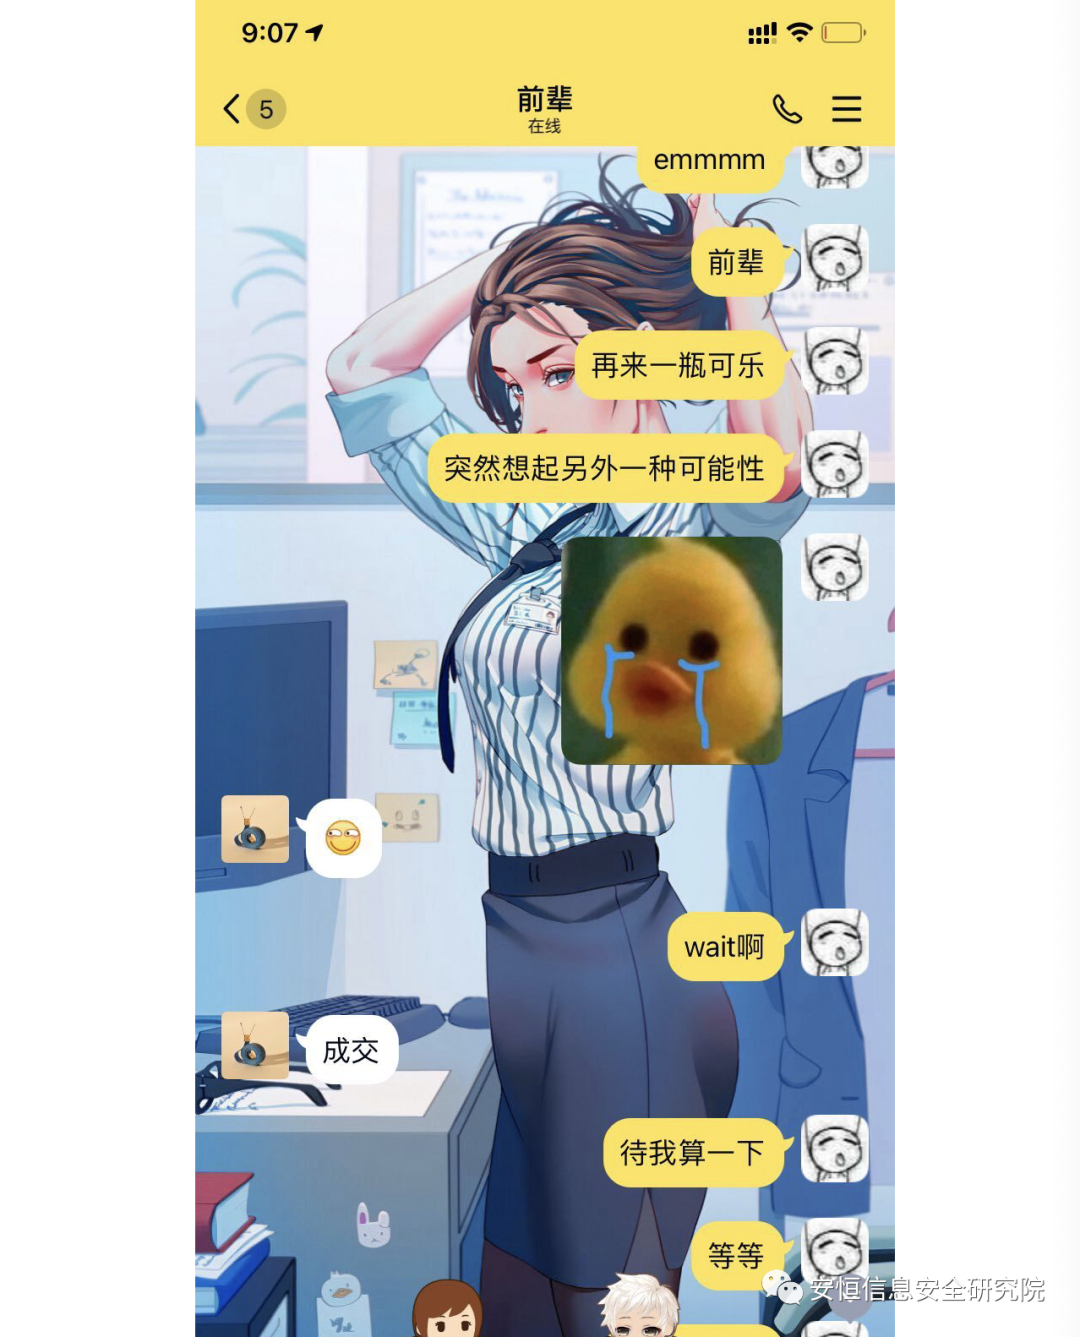 9:07
5
前辈
在线
emmmm
前辈
再来一瓶可乐
突然想起另外一种可能性
wait啊
成交
待我算一下
等等
安恒信息安全研究院